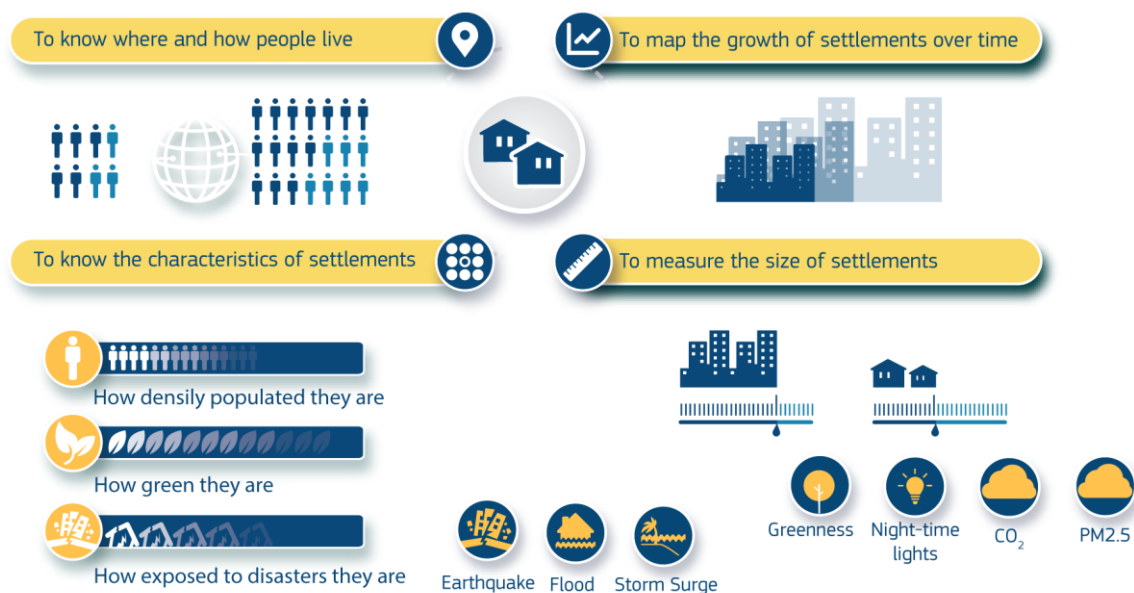 To know where and how people live
To map the growth of settlements over time
To know the characteristics of settlements
To measure the size of settlements
How densily populated they are
How green they are
How exposed to disasters they are
Earthquake
Flood
Storm Surge
Greenness
Night-time
lights
CO₂
PM2.5